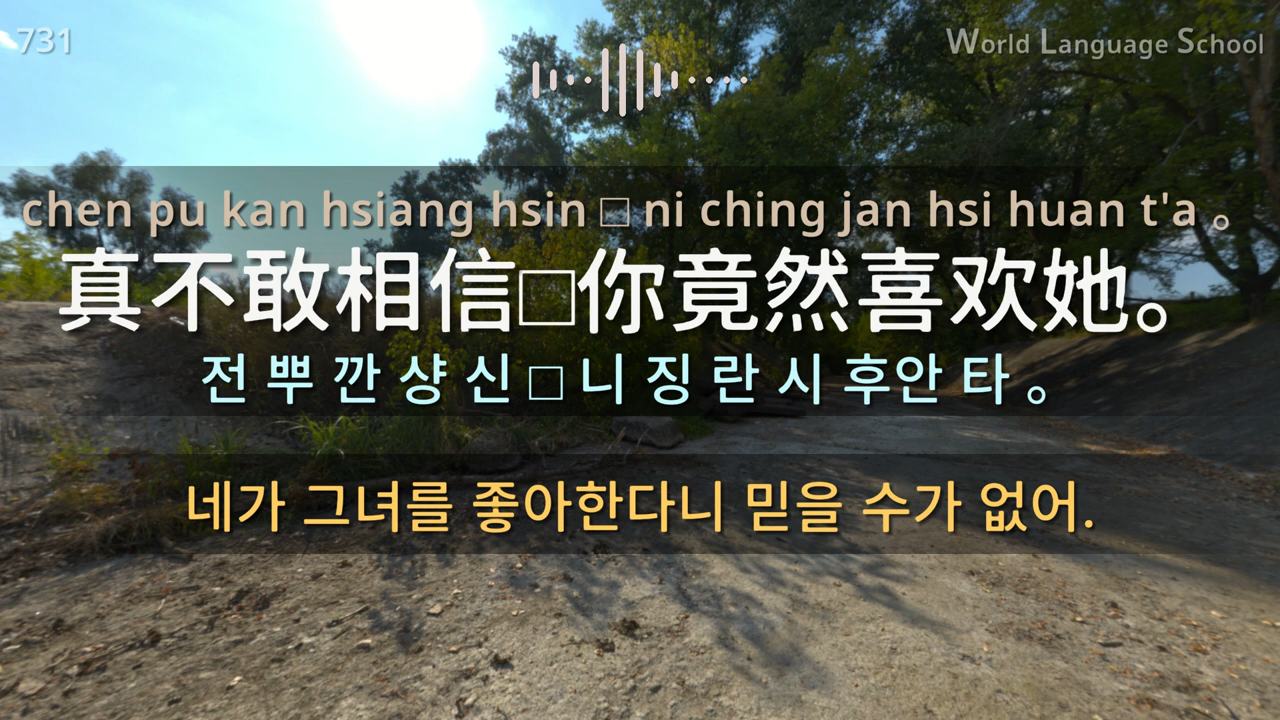 731
World Language School
chen pu kan hsiang hsin □ ni ching jan hsi huan t'a 。
真不敢相信□你竟然喜欢她。
전 뿌 깐 샹 신 □ 니 징 란 시 후안 타 。
네가 그녀를 좋아한다니 믿을 수가 없어.